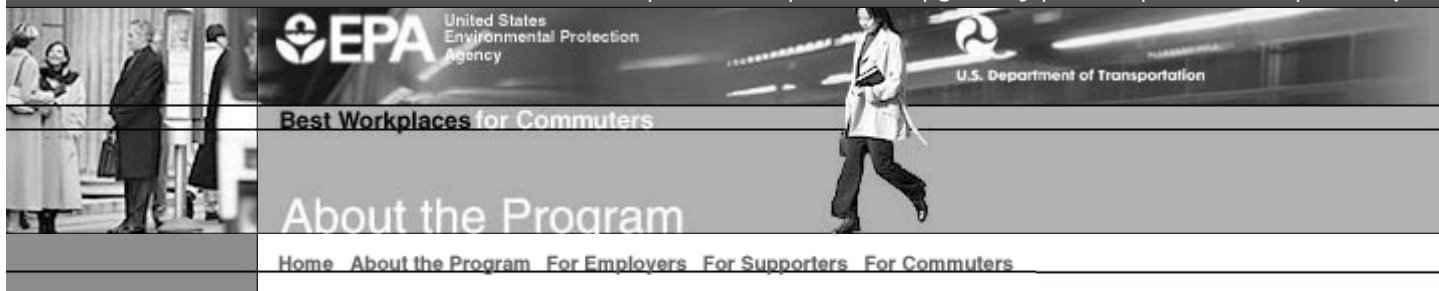 EPA United States
Environmental Protection
Agency
U.S. Department of Transportation
Best Workplaces for Commuters
About the Program
Home About the Program For Employers For Supporters For Commuters